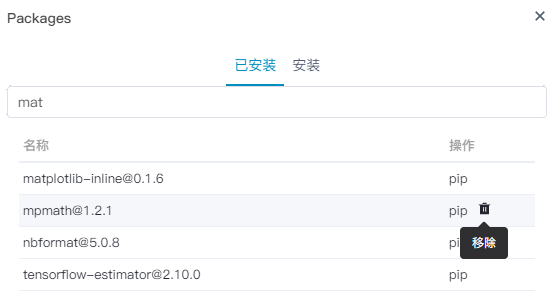 Packages
已安装 安装
mat
名称 操作
matplotlib-inline@0.1.6 pip
mpmath@1.2.1 pip
nbformat@5.0.8 pi
移除
tensorflow-estimator@2.10.0 pip